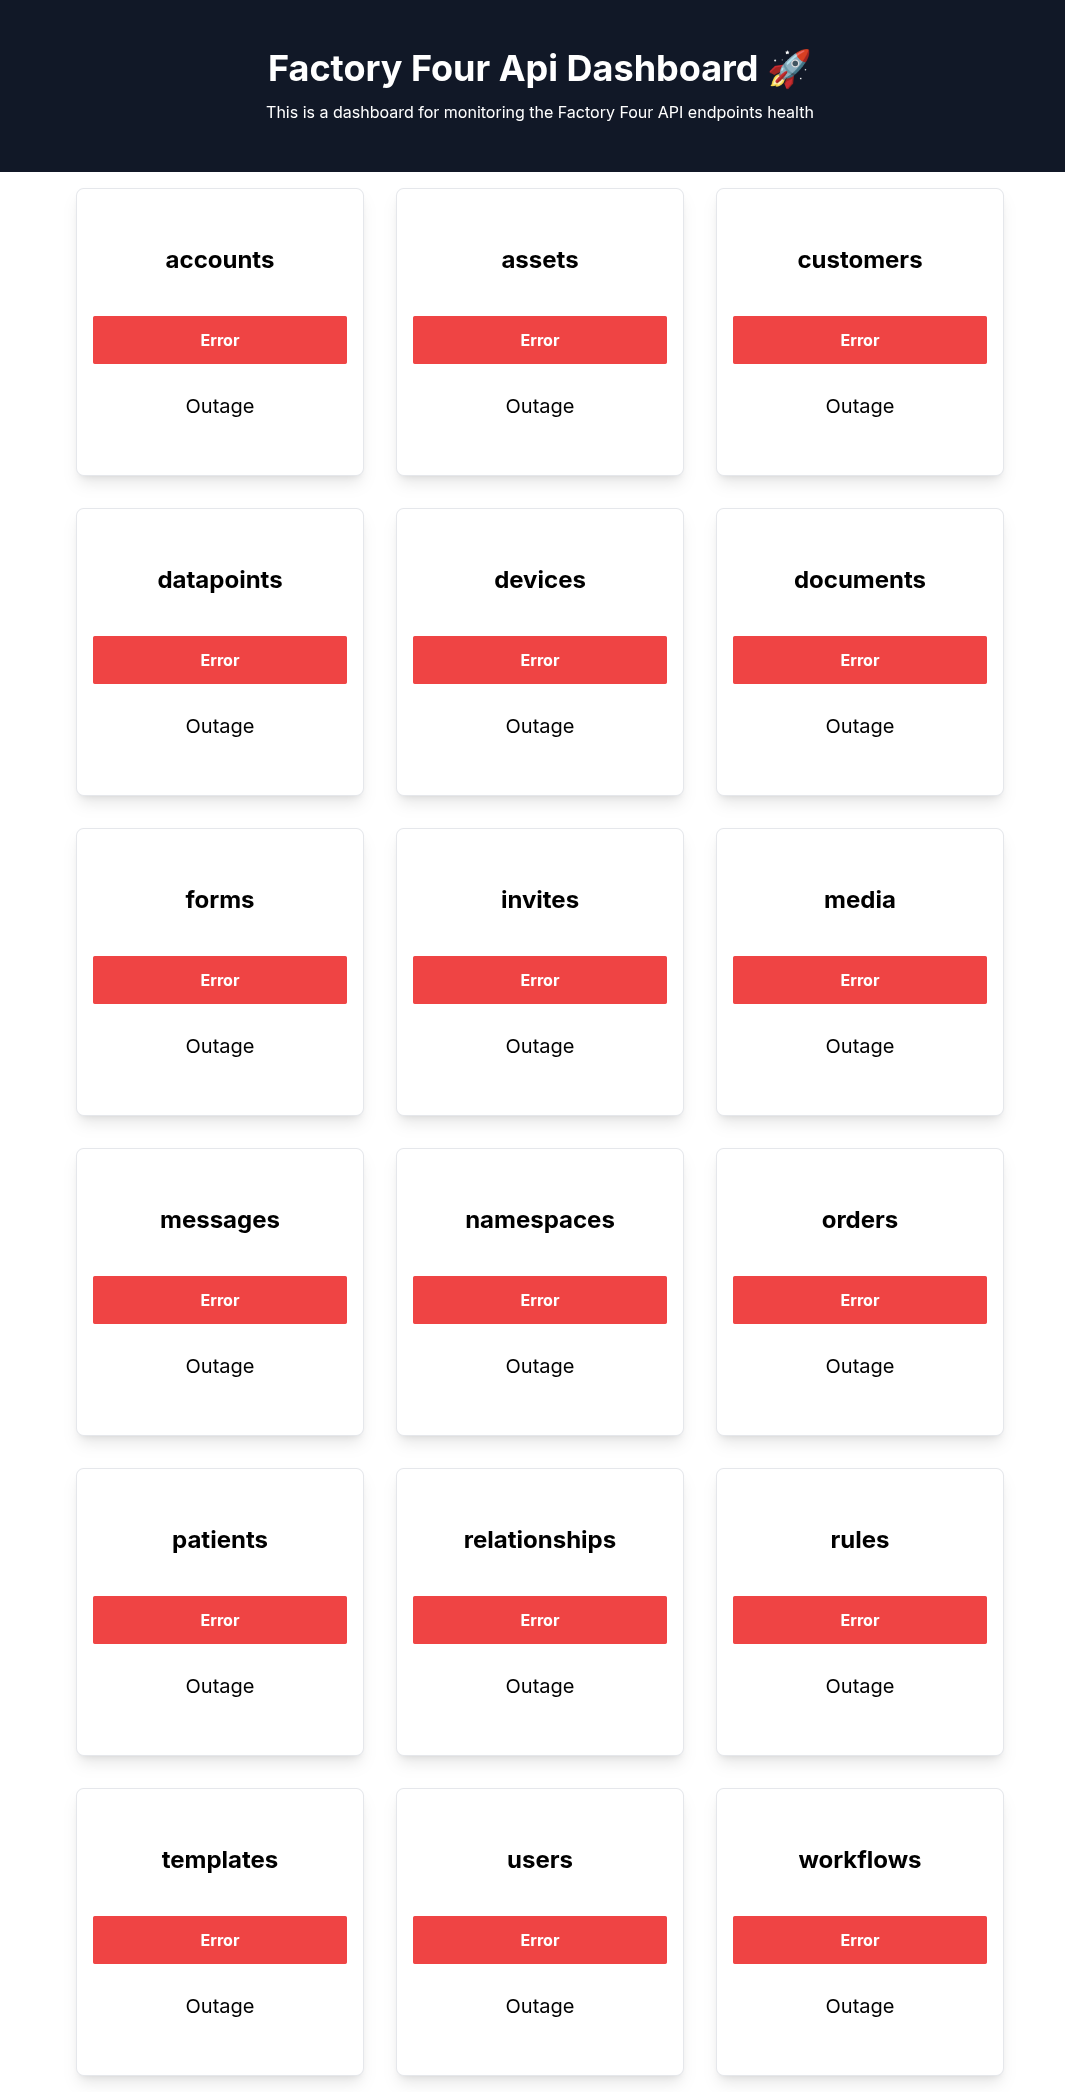 Factory Four Api Dashboard 🚀
This is a dashboard for monitoring the Factory Four API endpoints health
accounts
Error
Outage
assets
Error
Outage
customers
Error
Outage
datapoints
Error
Outage
devices
Error
Outage
documents
Error
Outage
forms
Error
Outage
invites
Error
Outage
media
Error
Outage
messages
Error
Outage
namespaces
Error
Outage
orders
Error
Outage
patients
Error
Outage
relationships
Error
Outage
rules
Error
Outage
templates
Error
Outage
users
Error
Outage
workflows
Error
Outage